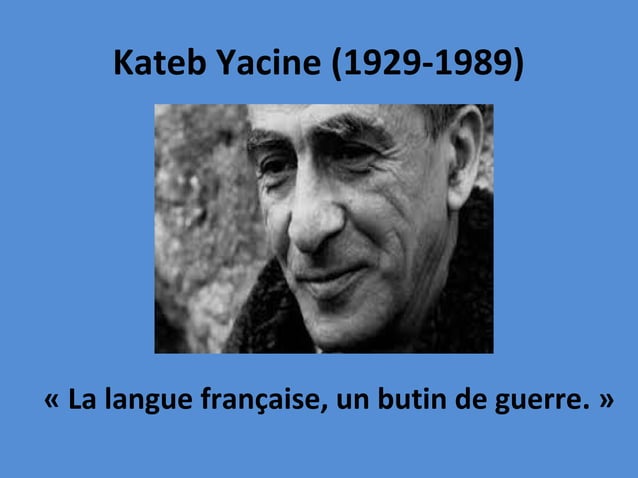 Kateb Yacine (1929-1989)
« La langue française, un butin de guerre. »